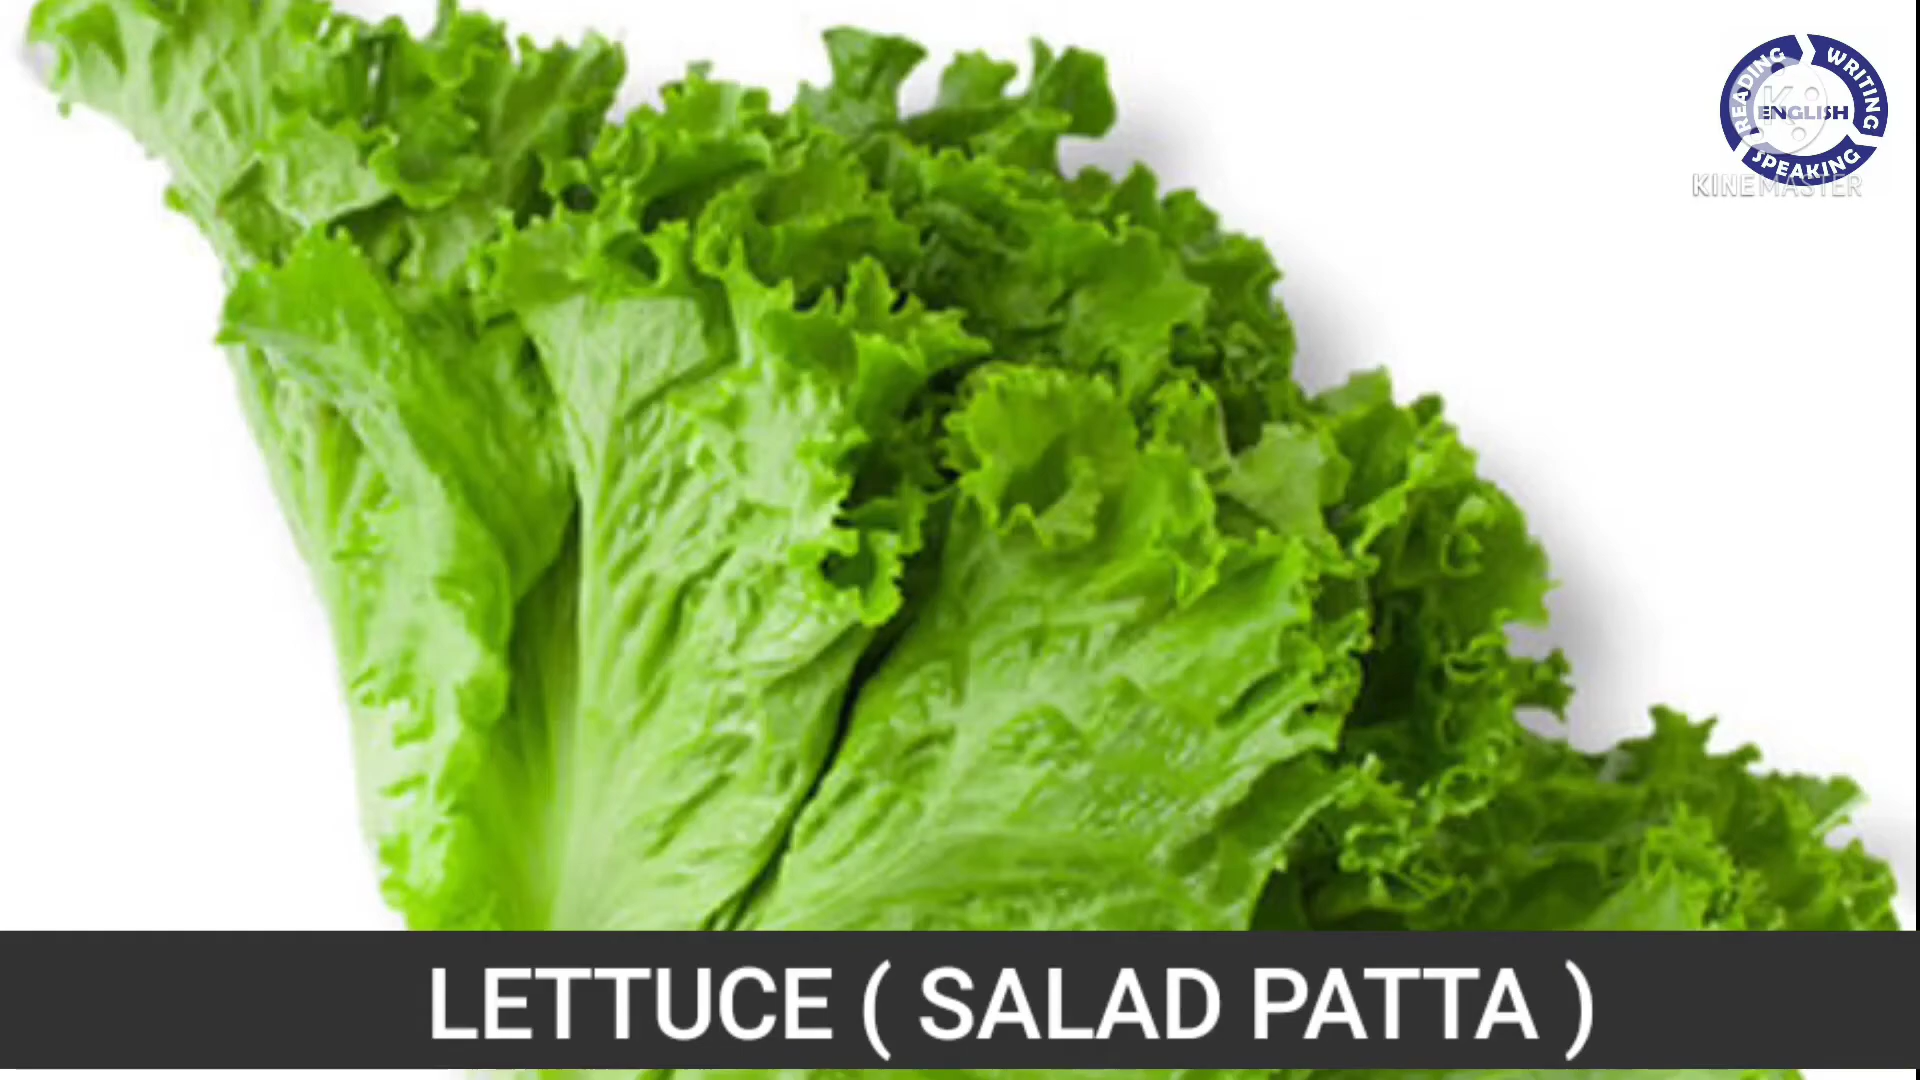 READING
WRITING
ENGLISH
SPEAKING
KINEMASTER
LETTUCE ( SALAD PATTA )